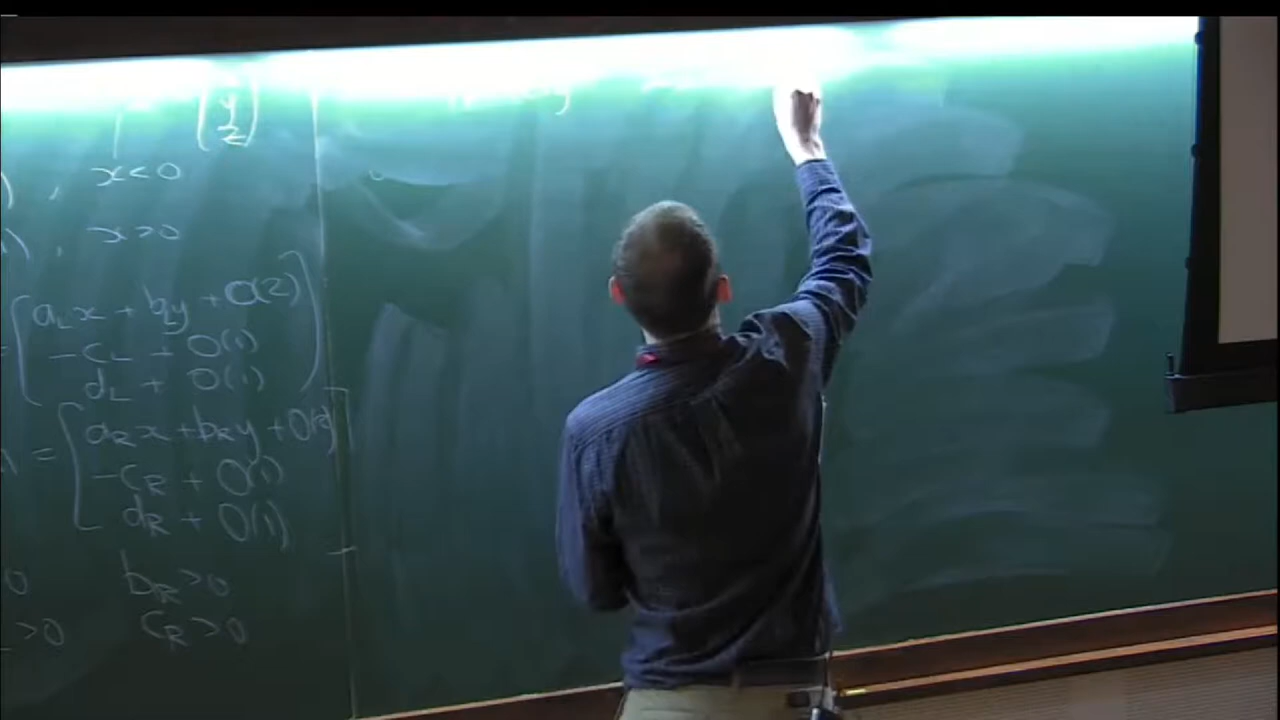 (y
z)
) , x < 0
) , x > 0
= [ a_L x + b_L y + O(2)
-c_L + O(1)
d_L + O(1) ]
= [ a_R x + b_R y + O(2)
-c_R + O(1)
d_R + O(1) ]
b_R > 0
> 0 c_R > 0